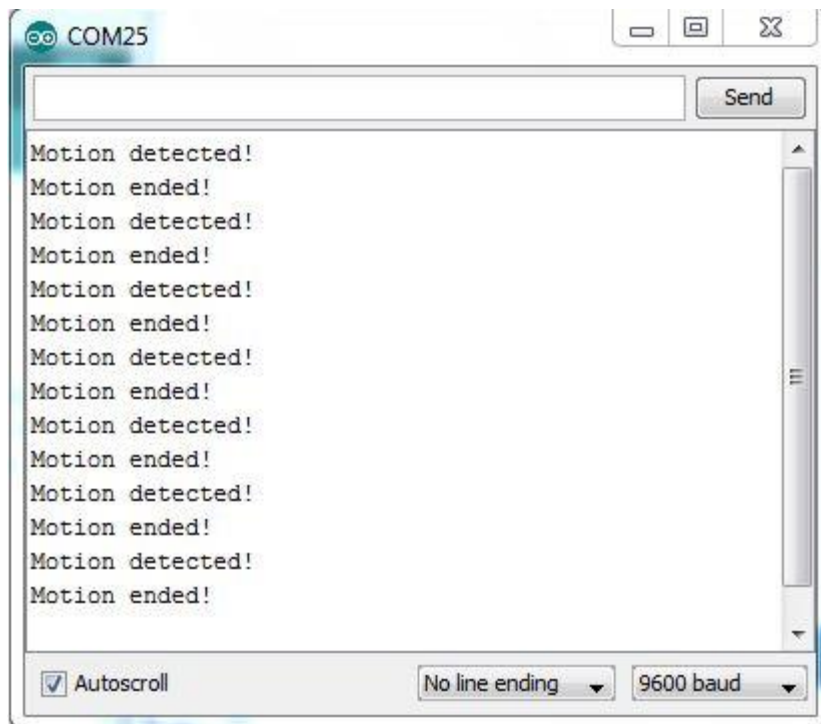 COM25
Send
Motion detected!
Motion ended!
Motion detected!
Motion ended!
Motion detected!
Motion ended!
Motion detected!
Motion ended!
Motion detected!
Motion ended!
Motion detected!
Motion ended!
Motion detected!
Motion ended!
Autoscroll
No line ending
9600 baud